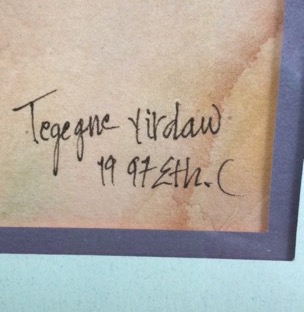 Tegegne Yirdaw
1997 Eth. C